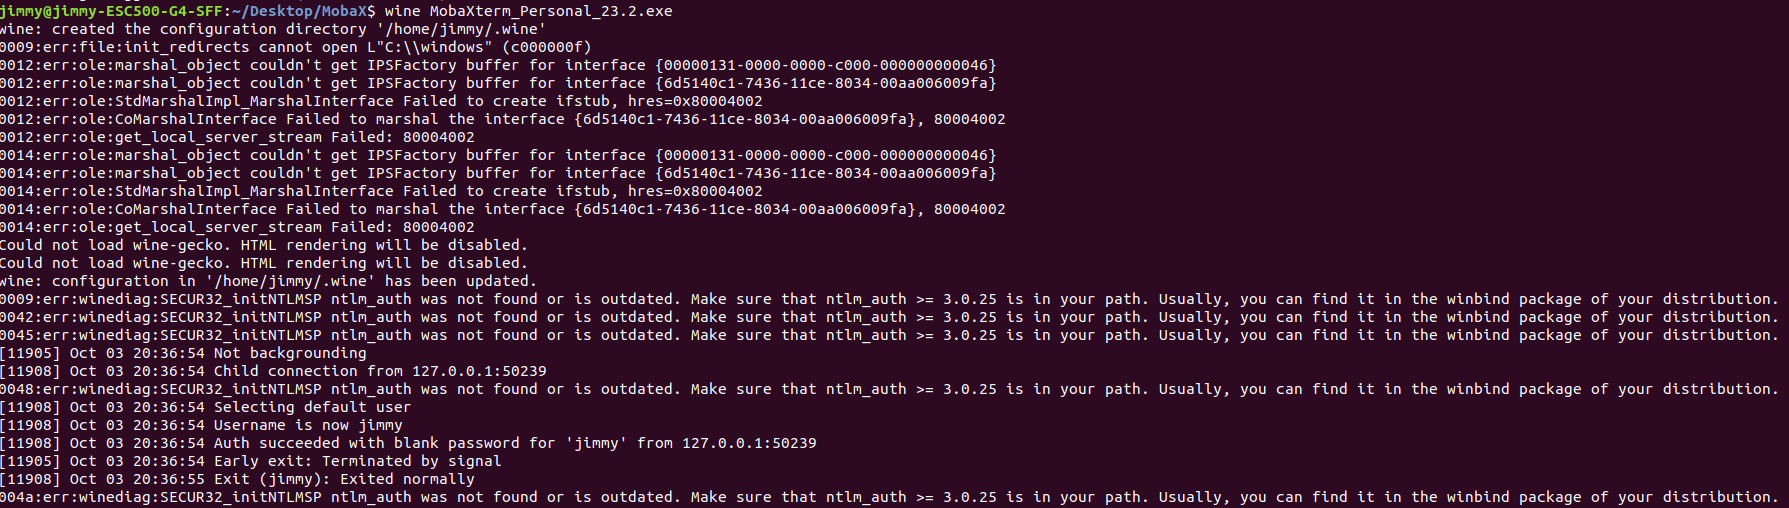 jimmy@jimmy-ESC500-G4-SFF:~/Desktop/MobaX$ wine MobaXterm_Personal_23.2.exe
wine: created the configuration directory '/home/jimmy/.wine'
0009:err:file:init_redirects cannot open L"C:\\windows" (c000000f)
0012:err:ole:marshal_object couldn't get IPSFactory buffer for interface {00000131-0000-0000-c000-000000000046}
0012:err:ole:marshal_object couldn't get IPSFactory buffer for interface {6d5140c1-7436-11ce-8034-00aa006009fa}
0012:err:ole:StdMarshalImpl_MarshalInterface Failed to create ifstub, hres=0x80004002
0012:err:ole:CoMarshalInterface Failed to marshal the interface {6d5140c1-7436-11ce-8034-00aa006009fa}, 80004002
0012:err:ole:get_local_server_stream Failed: 80004002
0014:err:ole:marshal_object couldn't get IPSFactory buffer for interface {00000131-0000-0000-c000-000000000046}
0014:err:ole:marshal_object couldn't get IPSFactory buffer for interface {6d5140c1-7436-11ce-8034-00aa006009fa}
0014:err:ole:StdMarshalImpl_MarshalInterface Failed to create ifstub, hres=0x80004002
0014:err:ole:CoMarshalInterface Failed to marshal the interface {6d5140c1-7436-11ce-8034-00aa006009fa}, 80004002
0014:err:ole:get_local_server_stream Failed: 80004002
Could not load wine-gecko. HTML rendering will be disabled.
Could not load wine-gecko. HTML rendering will be disabled.
wine: configuration in '/home/jimmy/.wine' has been updated.
0009:err:winediag:SECUR32_initNTLMSP ntlm_auth was not found or is outdated. Make sure that ntlm_auth >= 3.0.25 is in your path. Usually, you can find it in the winbind package of your distribution.
0042:err:winediag:SECUR32_initNTLMSP ntlm_auth was not found or is outdated. Make sure that ntlm_auth >= 3.0.25 is in your path. Usually, you can find it in the winbind package of your distribution.
0045:err:winediag:SECUR32_initNTLMSP ntlm_auth was not found or is outdated. Make sure that ntlm_auth >= 3.0.25 is in your path. Usually, you can find it in the winbind package of your distribution.
[11905] Oct 03 20:36:54 Not backgrounding
[11908] Oct 03 20:36:54 Child connection from 127.0.0.1:50239
0048:err:winediag:SECUR32_initNTLMSP ntlm_auth was not found or is outdated. Make sure that ntlm_auth >= 3.0.25 is in your path. Usually, you can find it in the winbind package of your distribution.
[11908] Oct 03 20:36:54 Selecting default user
[11908] Oct 03 20:36:54 Username is now jimmy
[11908] Oct 03 20:36:54 Auth succeeded with blank password for 'jimmy' from 127.0.0.1:50239
[11905] Oct 03 20:36:54 Early exit: Terminated by signal
[11908] Oct 03 20:36:55 Exit (jimmy): Exited normally
004a:err:winediag:SECUR32_initNTLMSP ntlm_auth was not found or is outdated. Make sure that ntlm_auth >= 3.0.25 is in your path. Usually, you can find it in the winbind package of your distribution.